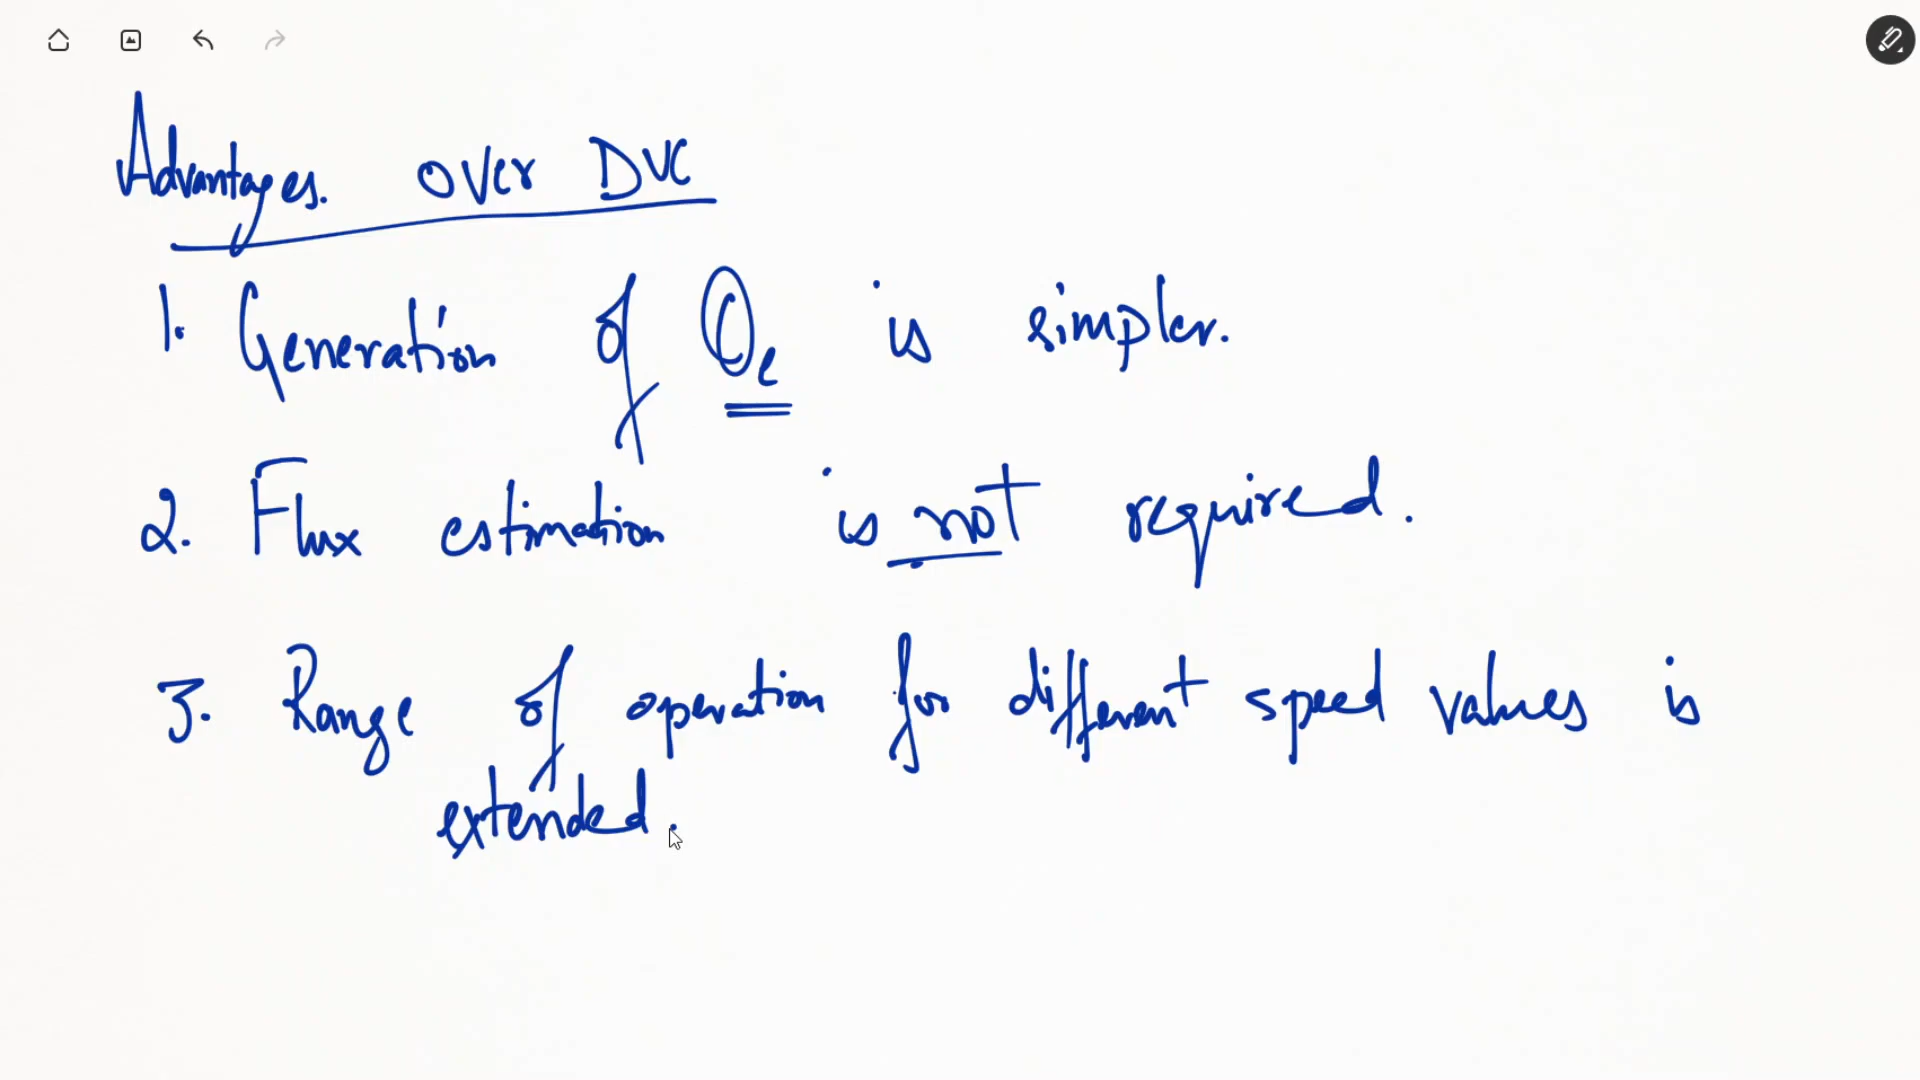 Advantages. over DVC
1. Generation of θe is simpler.
2. Flux estimation is not required.
3. Range of operation for different speed values is
extended.